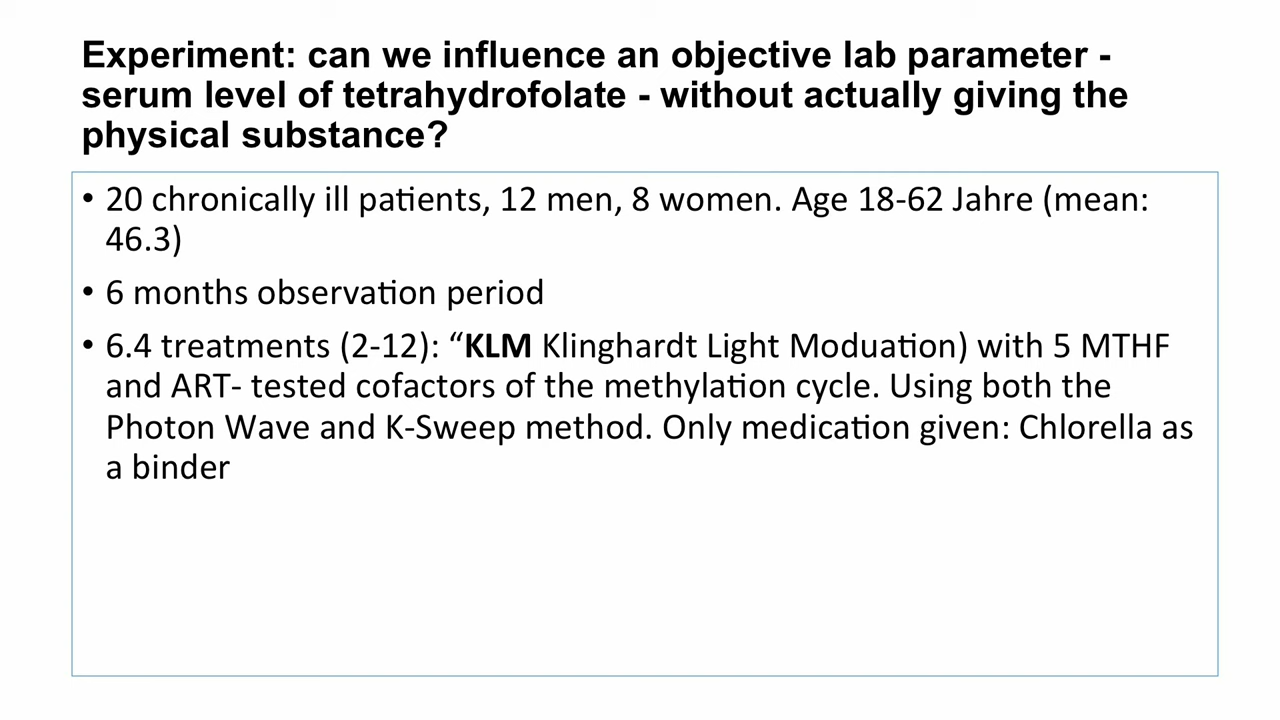 Experiment: can we influence an objective lab parameter -
serum level of tetrahydrofolate - without actually giving the
physical substance?
• 20 chronically ill patients, 12 men, 8 women. Age 18-62 Jahre (mean:
46.3)
• 6 months observation period
• 6.4 treatments (2-12): “KLM Klinghardt Light Moduation) with 5 MTHF
and ART- tested cofactors of the methylation cycle. Using both the
Photon Wave and K-Sweep method. Only medication given: Chlorella as
a binder